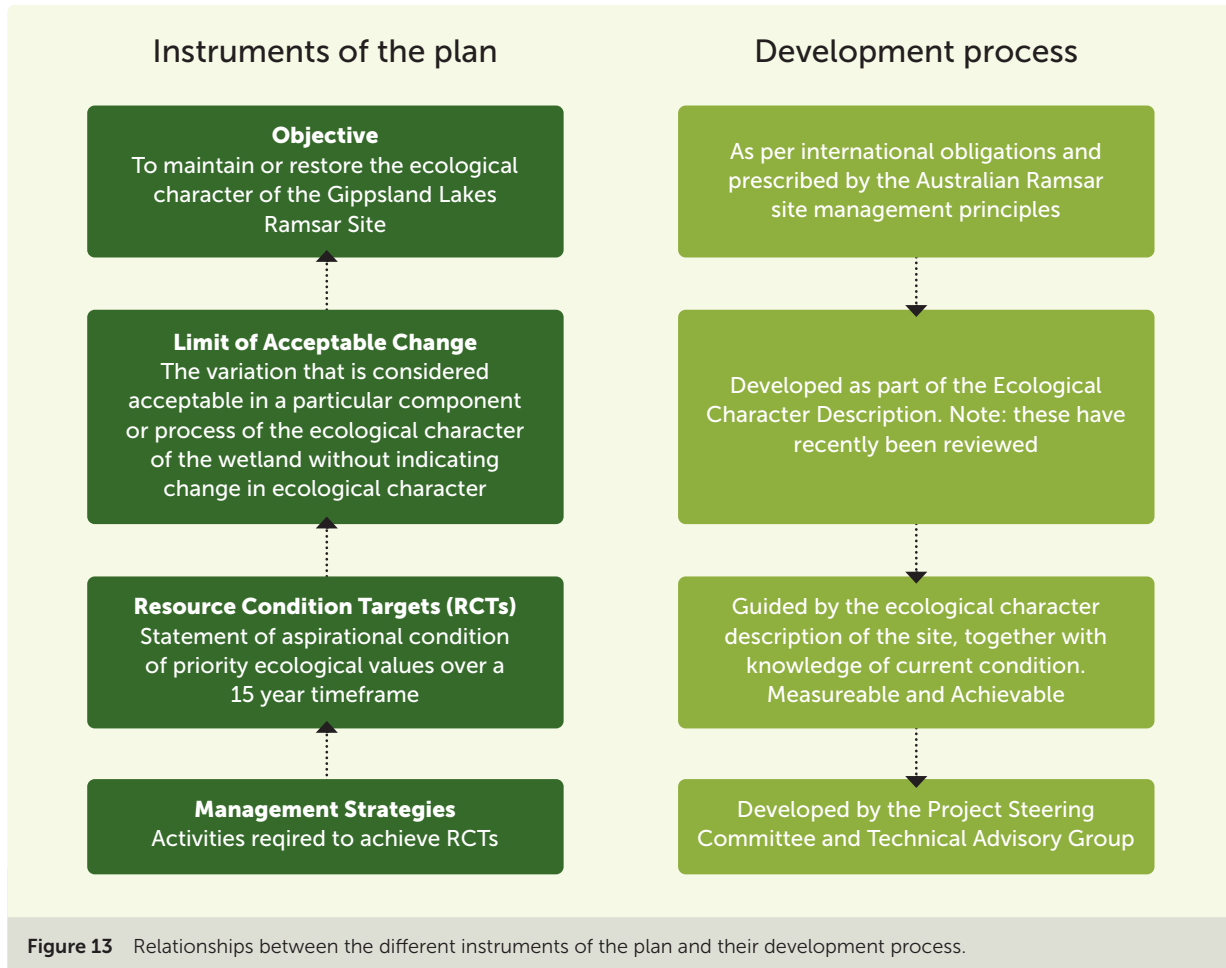 Instruments of the plan
Objective
To maintain or restore the ecological
character of the Gippsland Lakes
Ramsar Site
Limit of Acceptable Change
The variation that is considered
acceptable in a particular component
or process of the ecological character
of the wetland without indicating
change in ecological character
Resource Condition Targets (RCTs)
Statement of aspirational condition
of priority ecological values over a
15 year timeframe
Management Strategies
Activities reqired to achieve RCTs
Development process
As per international obligations and
prescribed by the Australian Ramsar
site management principles
Developed as part of the Ecological
Character Description. Note: these have
recently been reviewed
Guided by the ecological character
description of the site, together with
knowledge of current condition.
Measureable and Achievable
Developed by the Project Steering
Committee and Technical Advisory Group
Figure 13 Relationships between the different instruments of the plan and their development process.